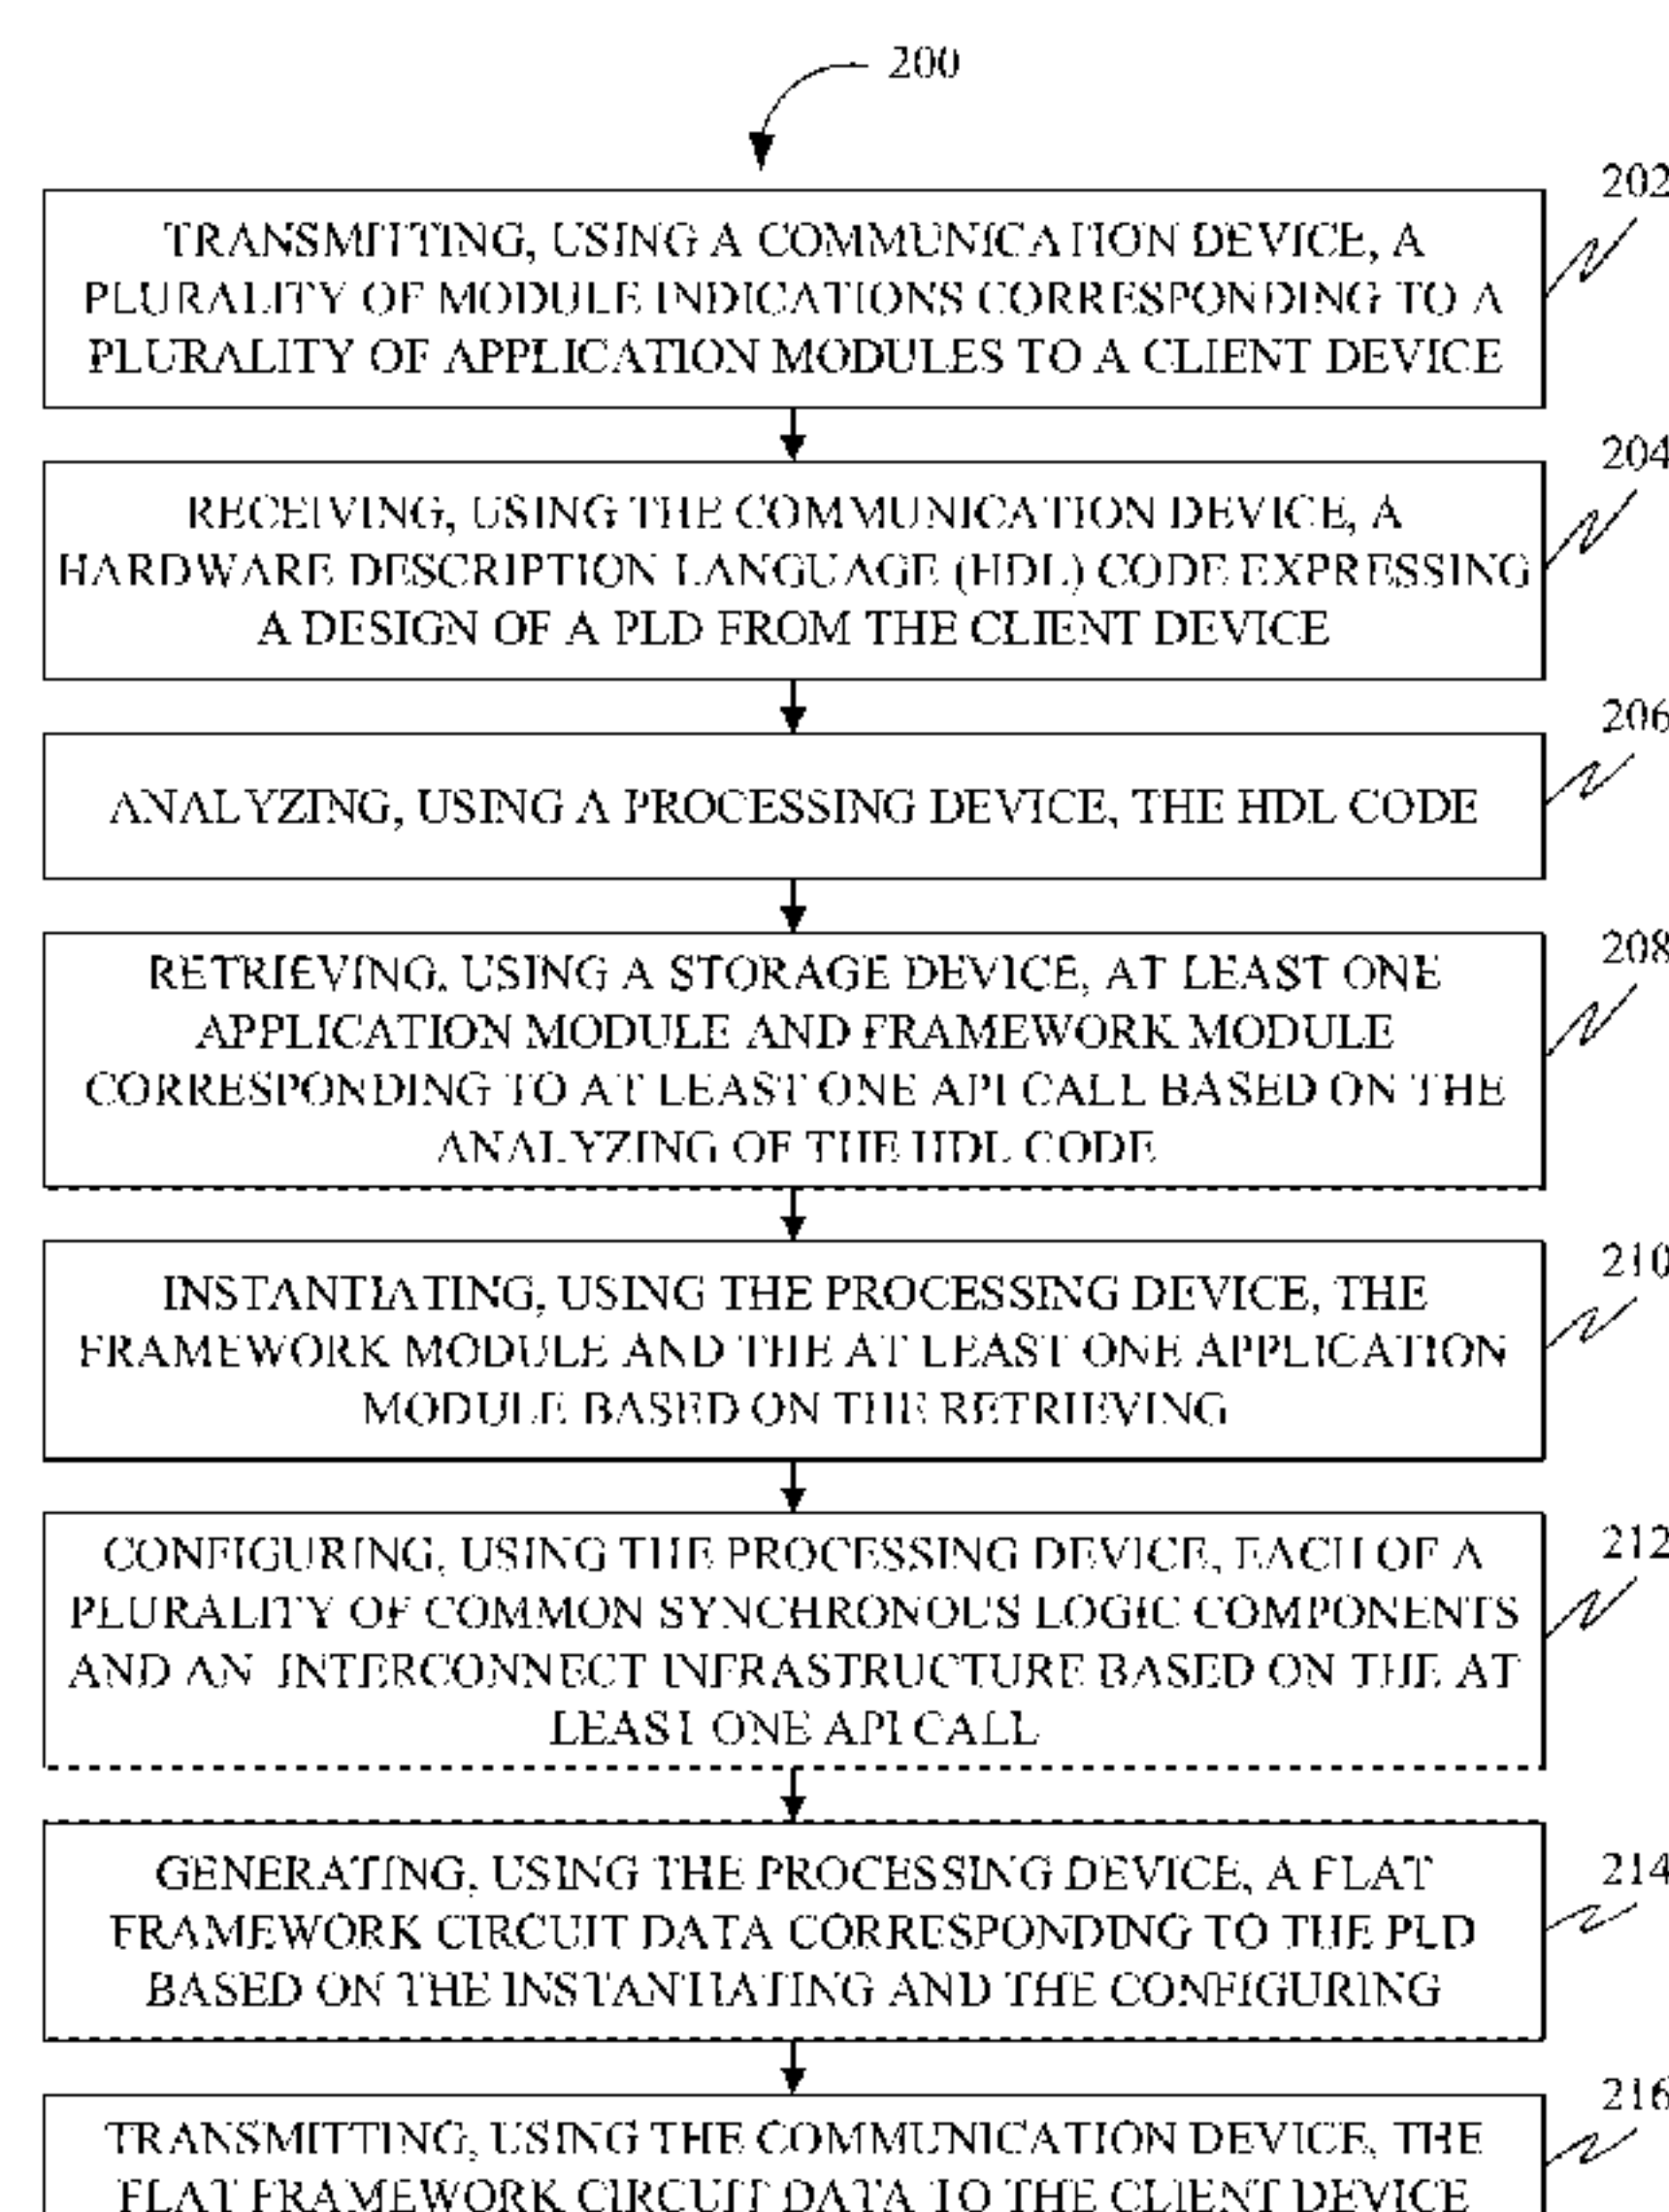 200
202
TRANSMITTING, USING A COMMUNICATION DEVICE, A
PLURALITY OF MODULE INDICATIONS CORRESPONDING TO A
PLURALITY OF APPLICATION MODULES TO A CLIENT DEVICE
204
RECEIVING, USING THE COMMUNICATION DEVICE, A
HARDWARE DESCRIPTION LANGUAGE (HDL) CODE EXPRESSING
A DESIGN OF A PLD FROM THE CLIENT DEVICE
206
ANALYZING, USING A PROCESSING DEVICE, THE HDL CODE
208
RETRIEVING, USING A STORAGE DEVICE, AT LEAST ONE
APPLICATION MODULE AND FRAMEWORK MODULE
CORRESPONDING TO AT LEAST ONE API CALL BASED ON THE
ANALYZING OF THE HDL CODE
210
INSTANTIATING, USING THE PROCESSING DEVICE, THE
FRAMEWORK MODULE AND THE AT LEAST ONE APPLICATION
MODULE BASED ON THE RETRIEVING
212
CONFIGURING, USING THE PROCESSING DEVICE, EACH OF A
PLURALITY OF COMMON SYNCHRONOUS LOGIC COMPONENTS
AND AN INTERCONNECT INFRASTRUCTURE BASED ON THE AT
LEAST ONE API CALL
214
GENERATING, USING THE PROCESSING DEVICE, A FLAT
FRAMEWORK CIRCUIT DATA CORRESPONDING TO THE PLD
BASED ON THE INSTANTIATING AND THE CONFIGURING
216
TRANSMITTING, USING THE COMMUNICATION DEVICE, THE
FLAT FRAMEWORK CIRCUIT DATA TO THE CLIENT DEVICE